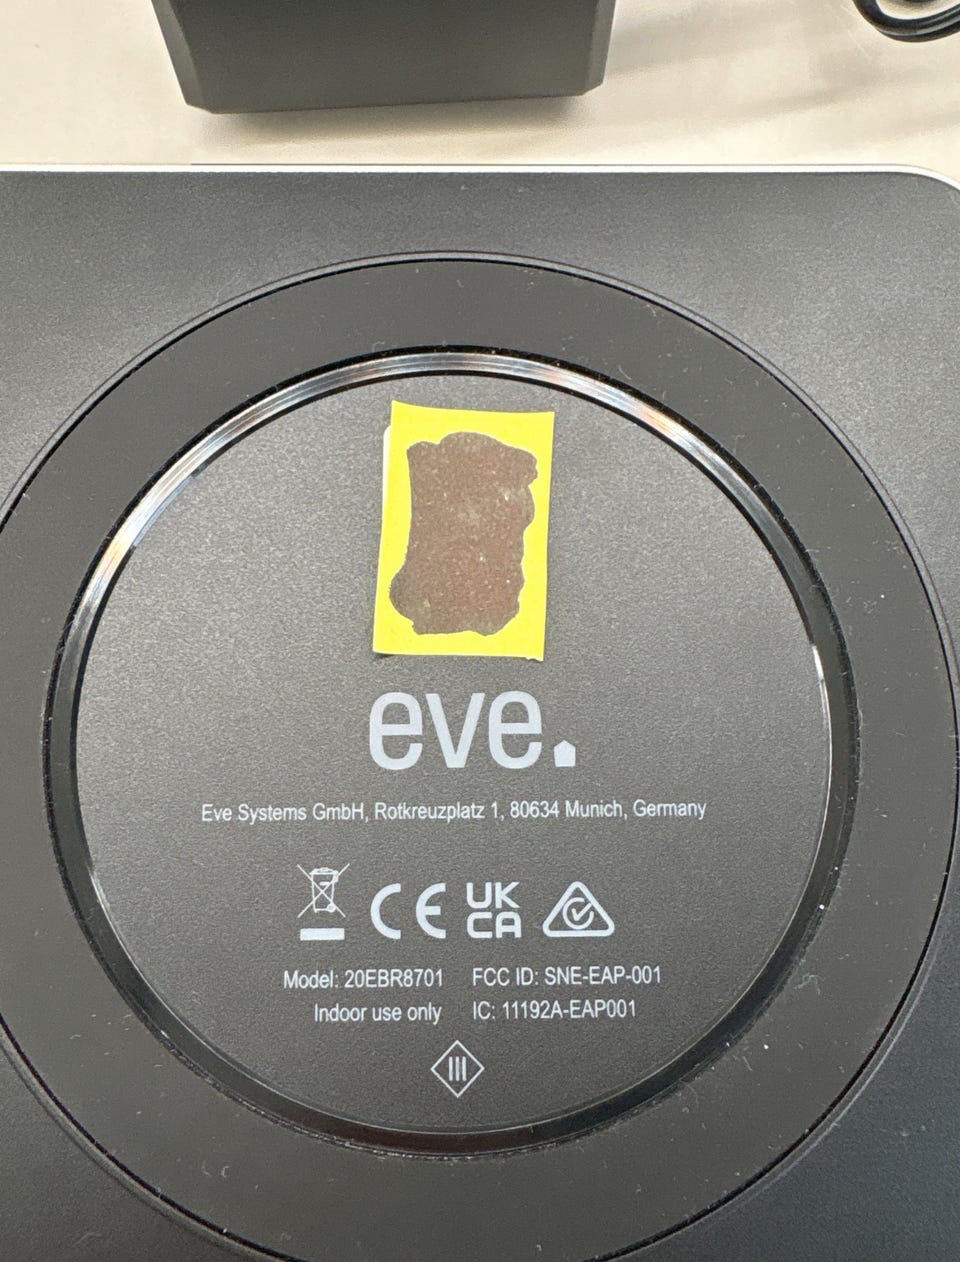 eve.
Eve Systems GmbH, Rotkreuzplatz 1, 80634 Munich, Germany
CE UK CA
Model: 20EBR8701 FCC ID: SNE-EAP-001
Indoor use only IC: 11192A-EAP001
III